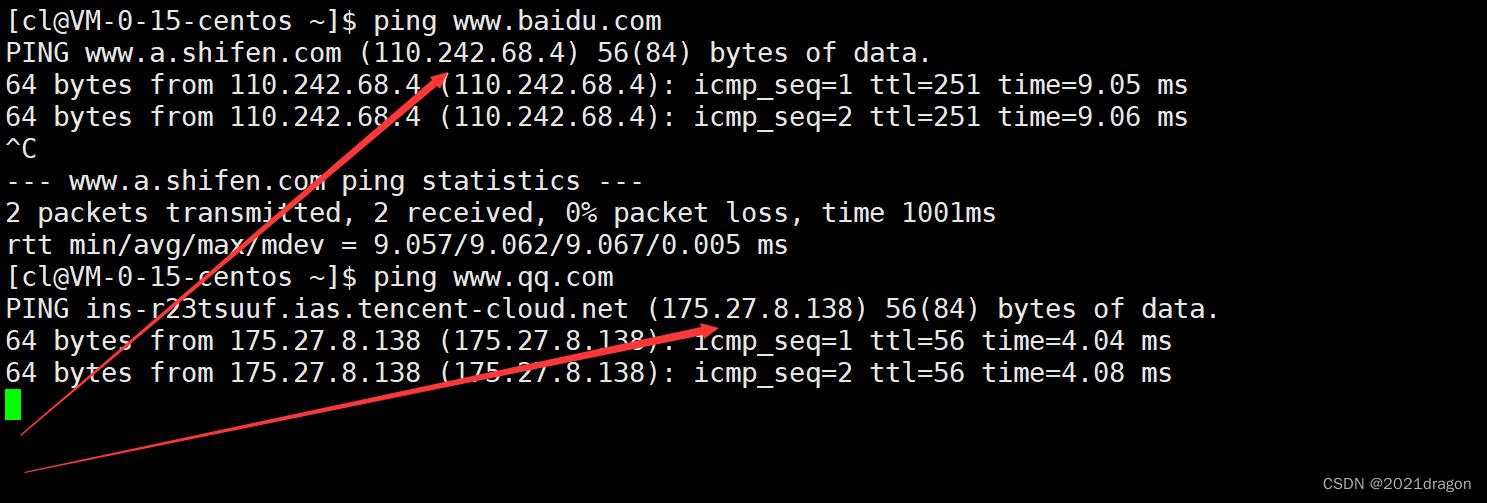 [cl@VM-0-15-centos ~]$ ping www.baidu.com
PING www.a.shifen.com (110.242.68.4) 56(84) bytes of data.
64 bytes from 110.242.68.4 (110.242.68.4): icmp_seq=1 ttl=251 time=9.05 ms
64 bytes from 110.242.68.4 (110.242.68.4): icmp_seq=2 ttl=251 time=9.06 ms
^C
--- www.a.shifen.com ping statistics ---
2 packets transmitted, 2 received, 0% packet loss, time 1001ms
rtt min/avg/max/mdev = 9.057/9.062/9.067/0.005 ms
[cl@VM-0-15-centos ~]$ ping www.qq.com
PING ins-r23tsuuf.ias.tencent-cloud.net (175.27.8.138) 56(84) bytes of data.
64 bytes from 175.27.8.138 (175.27.8.138): icmp_seq=1 ttl=56 time=4.04 ms
64 bytes from 175.27.8.138 (175.27.8.138): icmp_seq=2 ttl=56 time=4.08 ms
CSDN @2021dragon